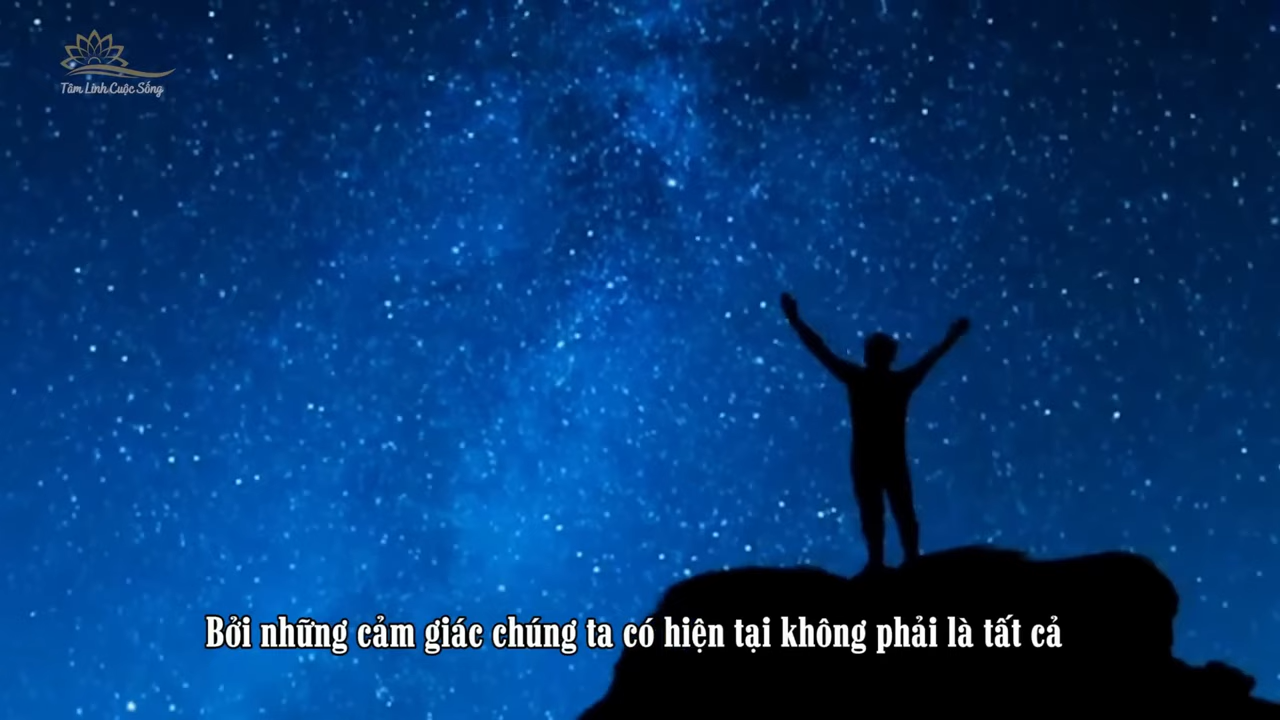 Tâm Linh Cuộc Sống
Bởi những cảm giác chúng ta có hiện tại không phải là tất cả